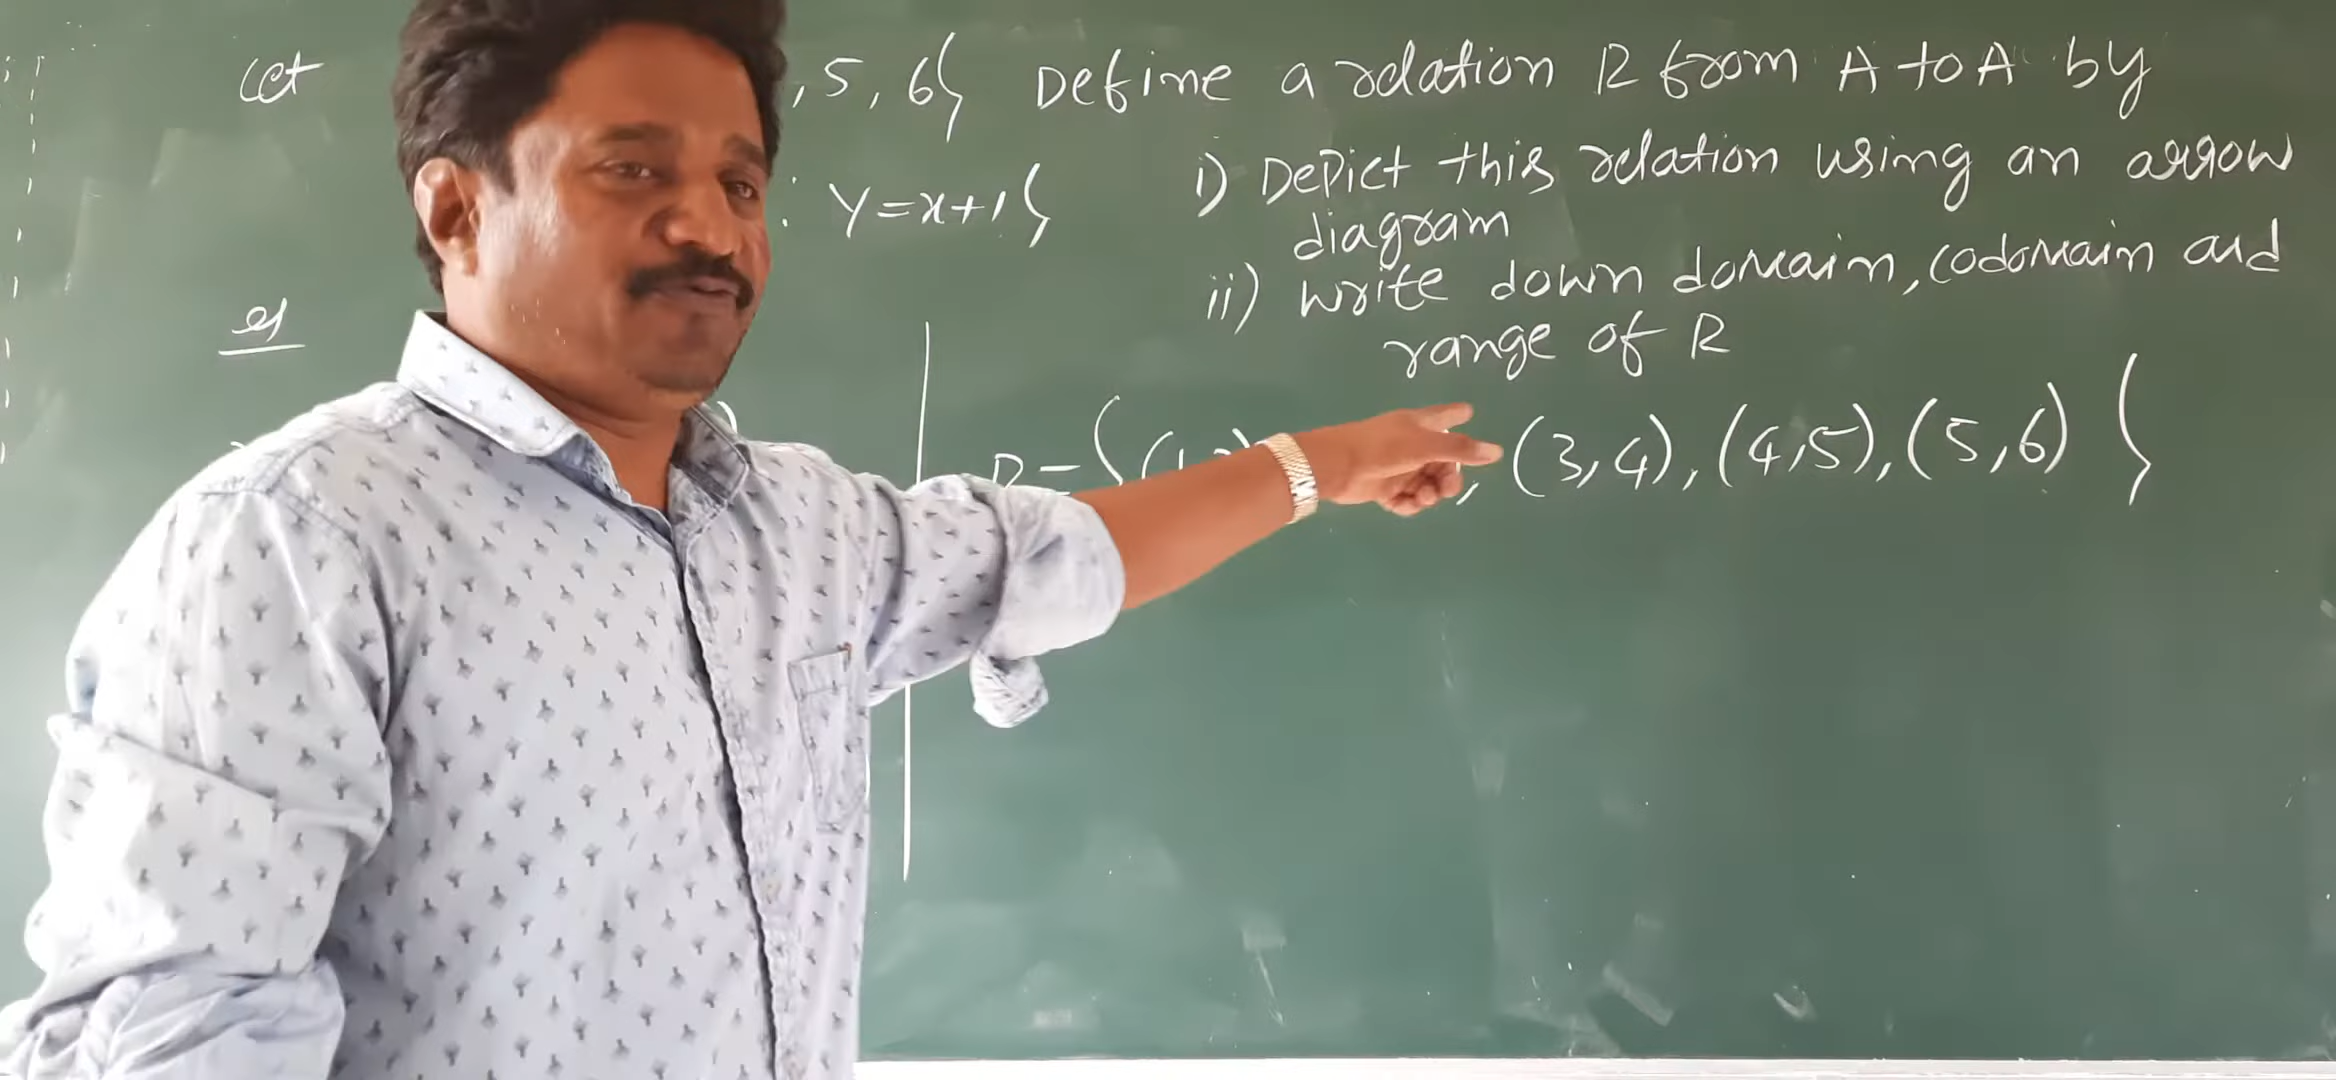 Let , 5, 6} Define a relation R from A to A by
: y=x+1} i) Depict this relation using an arrow
diagram
ii) write down domain, codomain and
range of R
R={(1,2) , (3,4), (4,5), (5,6) }